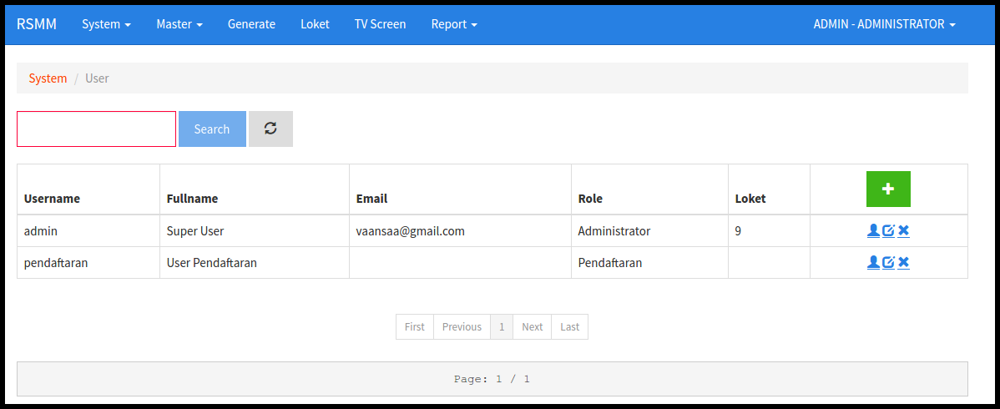 RSMM System Master Generate Loket TV Screen Report ADMIN - ADMINISTRATOR
System / User
Search
Username Fullname Email Role Loket
admin Super User vaansaa@gmail.com Administrator 9
pendaftaran User Pendaftaran Pendaftaran
First Previous 1 Next Last
Page: 1 / 1